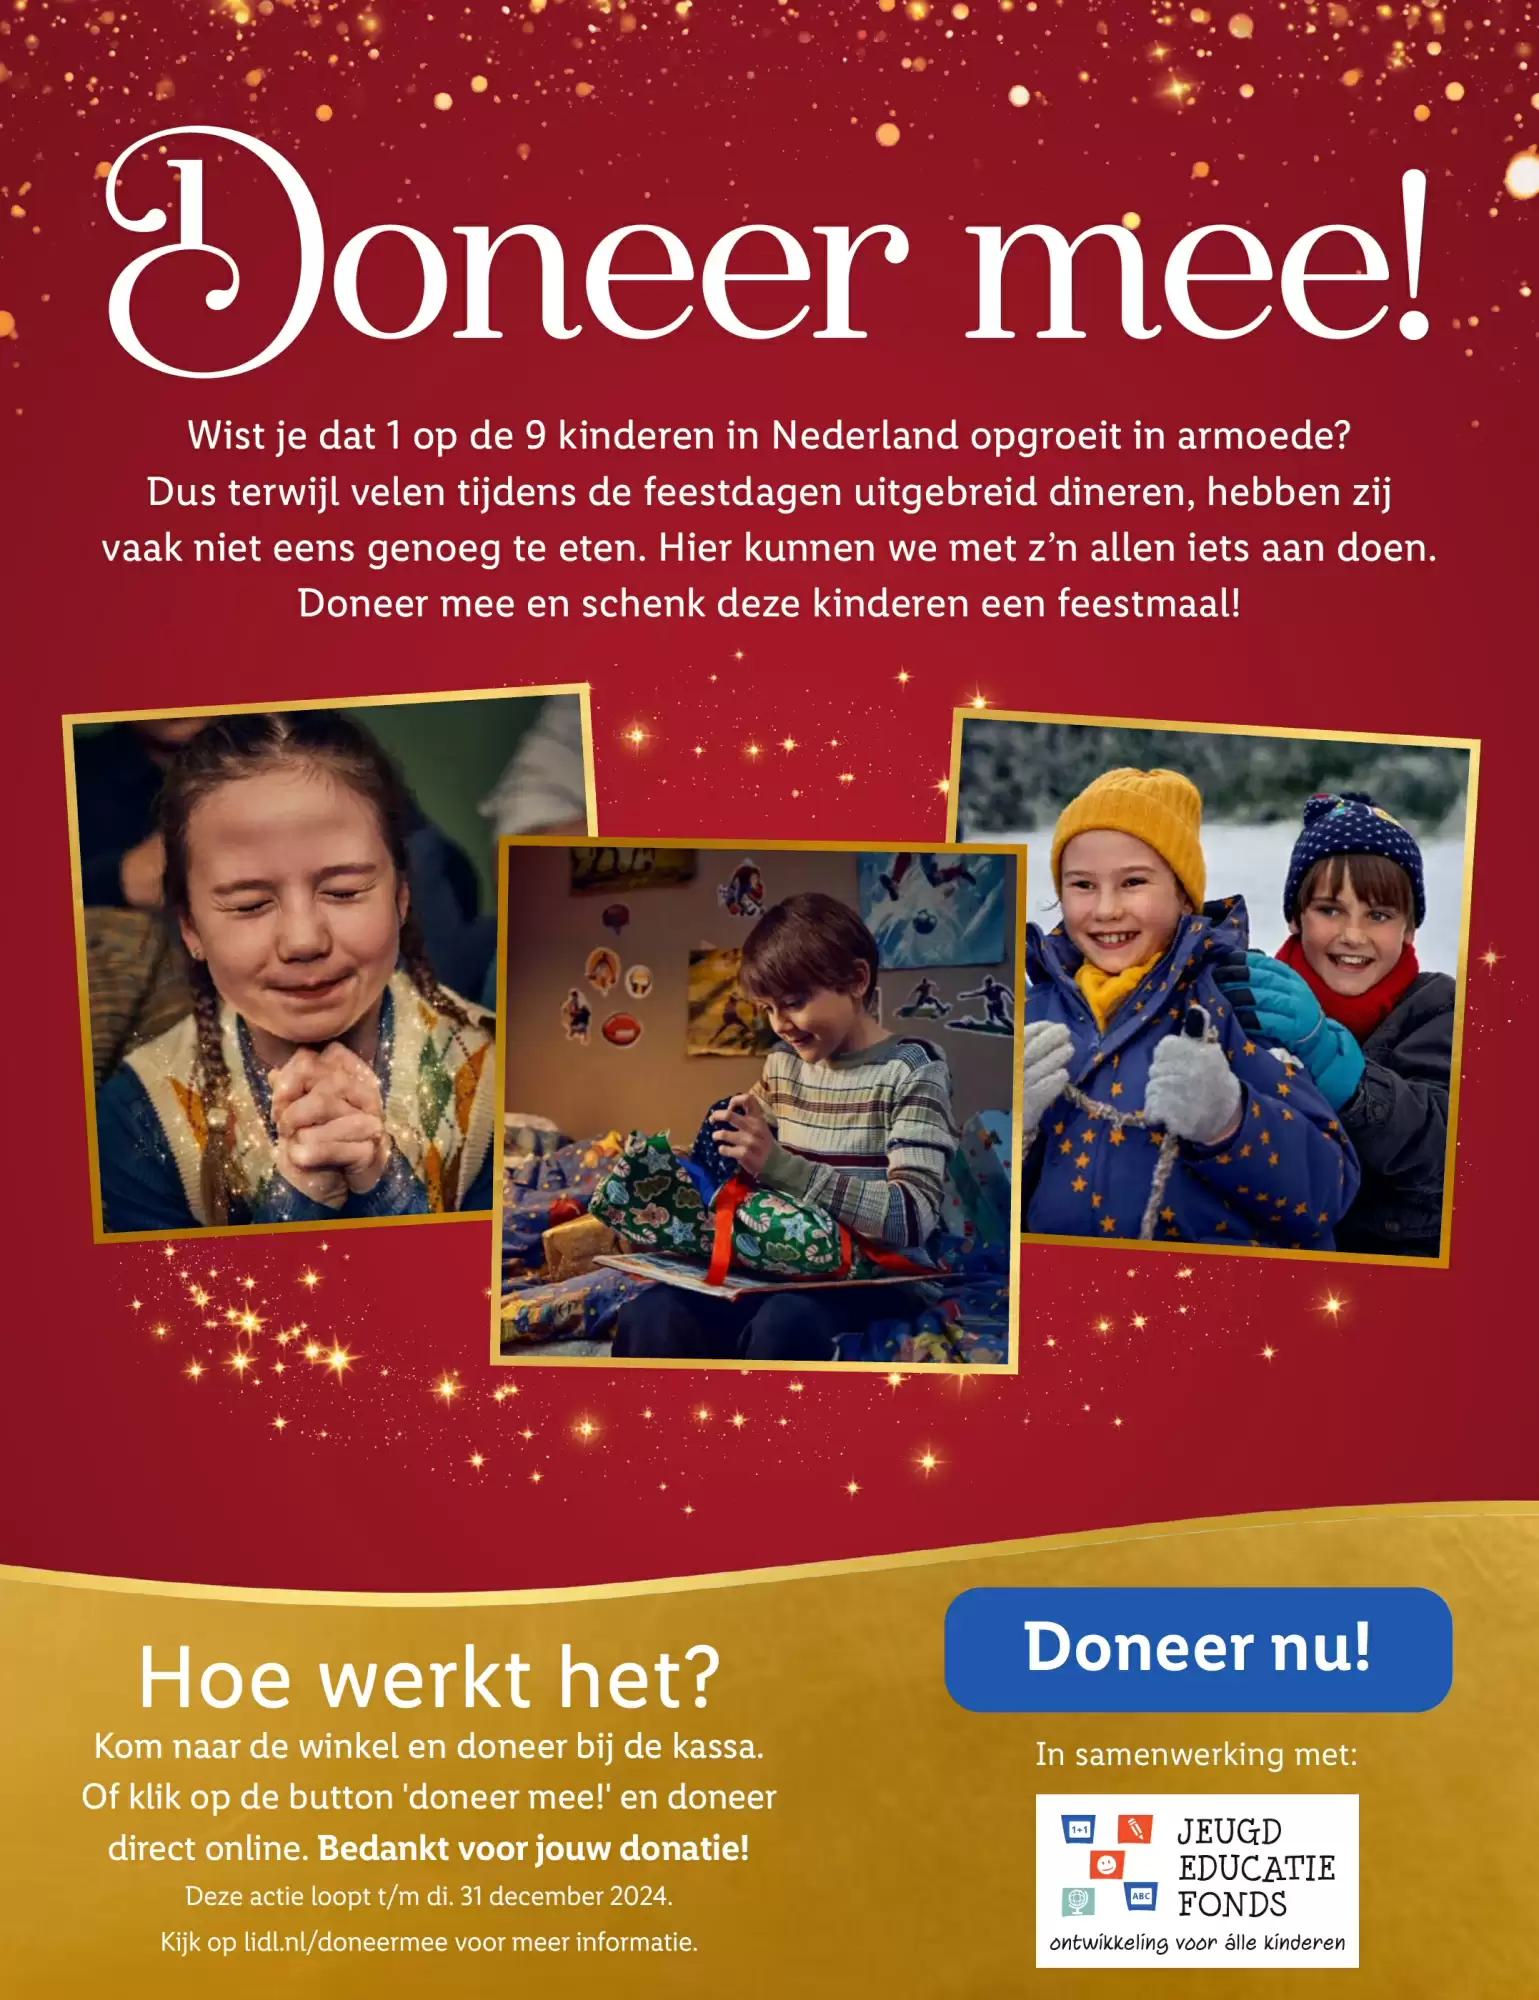 Doneer mee!
Wist je dat 1 op de 9 kinderen in Nederland opgroeit in armoede?
Dus terwijl velen tijdens de feestdagen uitgebreid dineren, hebben zij
vaak niet eens genoeg te eten. Hier kunnen we met z’n allen iets aan doen.
Doneer mee en schenk deze kinderen een feestmaal!
Hoe werkt het?
Kom naar de winkel en doneer bij de kassa.
Of klik op de button 'doneer mee!' en doneer
direct online. Bedankt voor jouw donatie!
Deze actie loopt t/m di. 31 december 2024.
Kijk op lidl.nl/doneermee voor meer informatie.
Doneer nu!
In samenwerking met:
1+1
ABC
JEUGD
EDUCATIE
FONDS
ontwikkeling voor álle kinderen